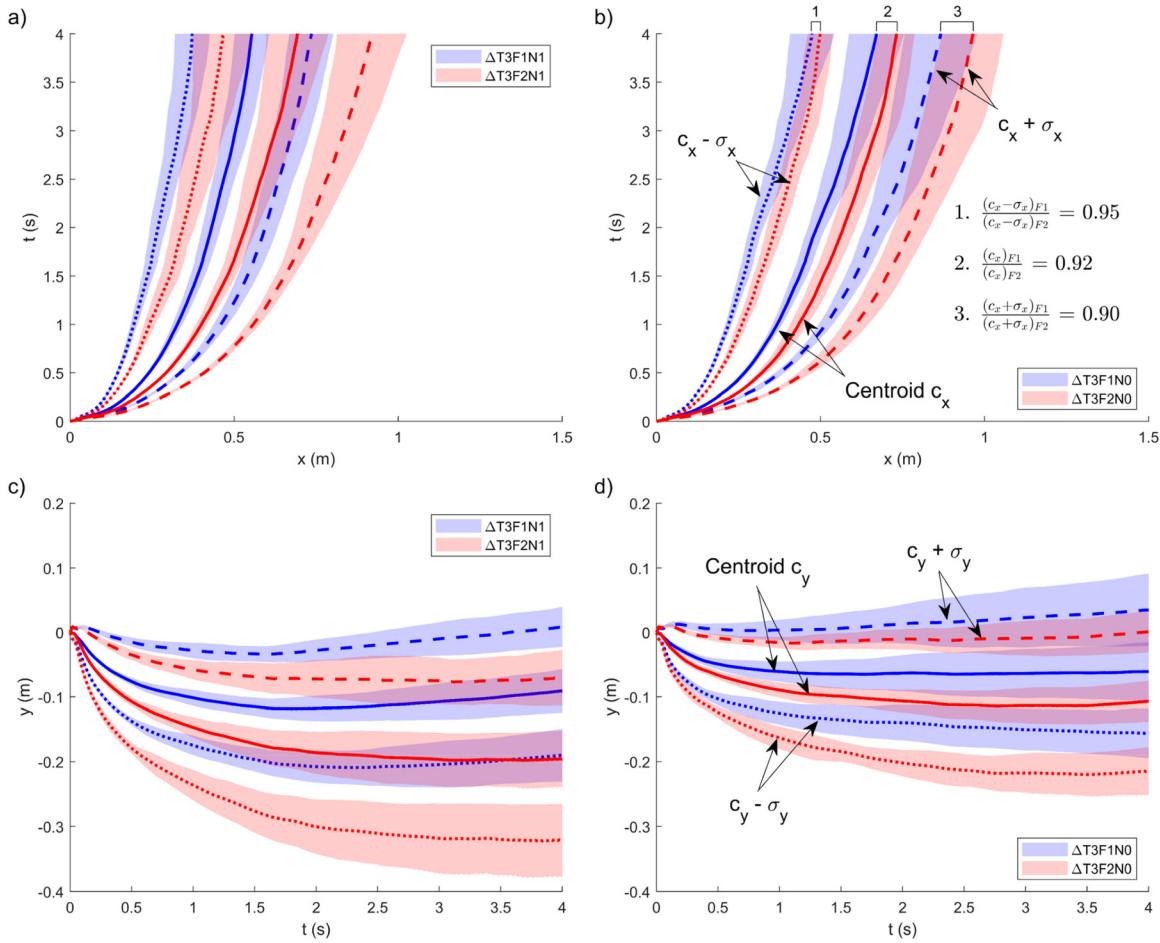 a)
4
3.5
3
2.5
2
1.5
1
0.5
0
t (s)
0
0.5
1
1.5
x (m)
ΔT3F1N1
ΔT3F2N1
b)
1
2
3
4
3.5
3
2.5
2
1.5
1
0.5
0
t (s)
c_x - σ_x
c_x + σ_x
1. (c_x−σ_x)_{F1} / (c_x−σ_x)_{F2} = 0.95
2. (c_x)_{F1} / (c_x)_{F2} = 0.92
3. (c_x+σ_x)_{F1} / (c_x+σ_x)_{F2} = 0.90
Centroid c_x
ΔT3F1N0
ΔT3F2N0
0
0.5
1
1.5
x (m)
c)
0.2
0.1
0
-0.1
-0.2
-0.3
-0.4
y (m)
ΔT3F1N1
ΔT3F2N1
0
0.5
1
1.5
2
2.5
3
3.5
4
t (s)
d)
0.2
0.1
0
-0.1
-0.2
-0.3
-0.4
y (m)
Centroid c_y
c_y + σ_y
c_y - σ_y
ΔT3F1N0
ΔT3F2N0
0
0.5
1
1.5
2
2.5
3
3.5
4
t (s)